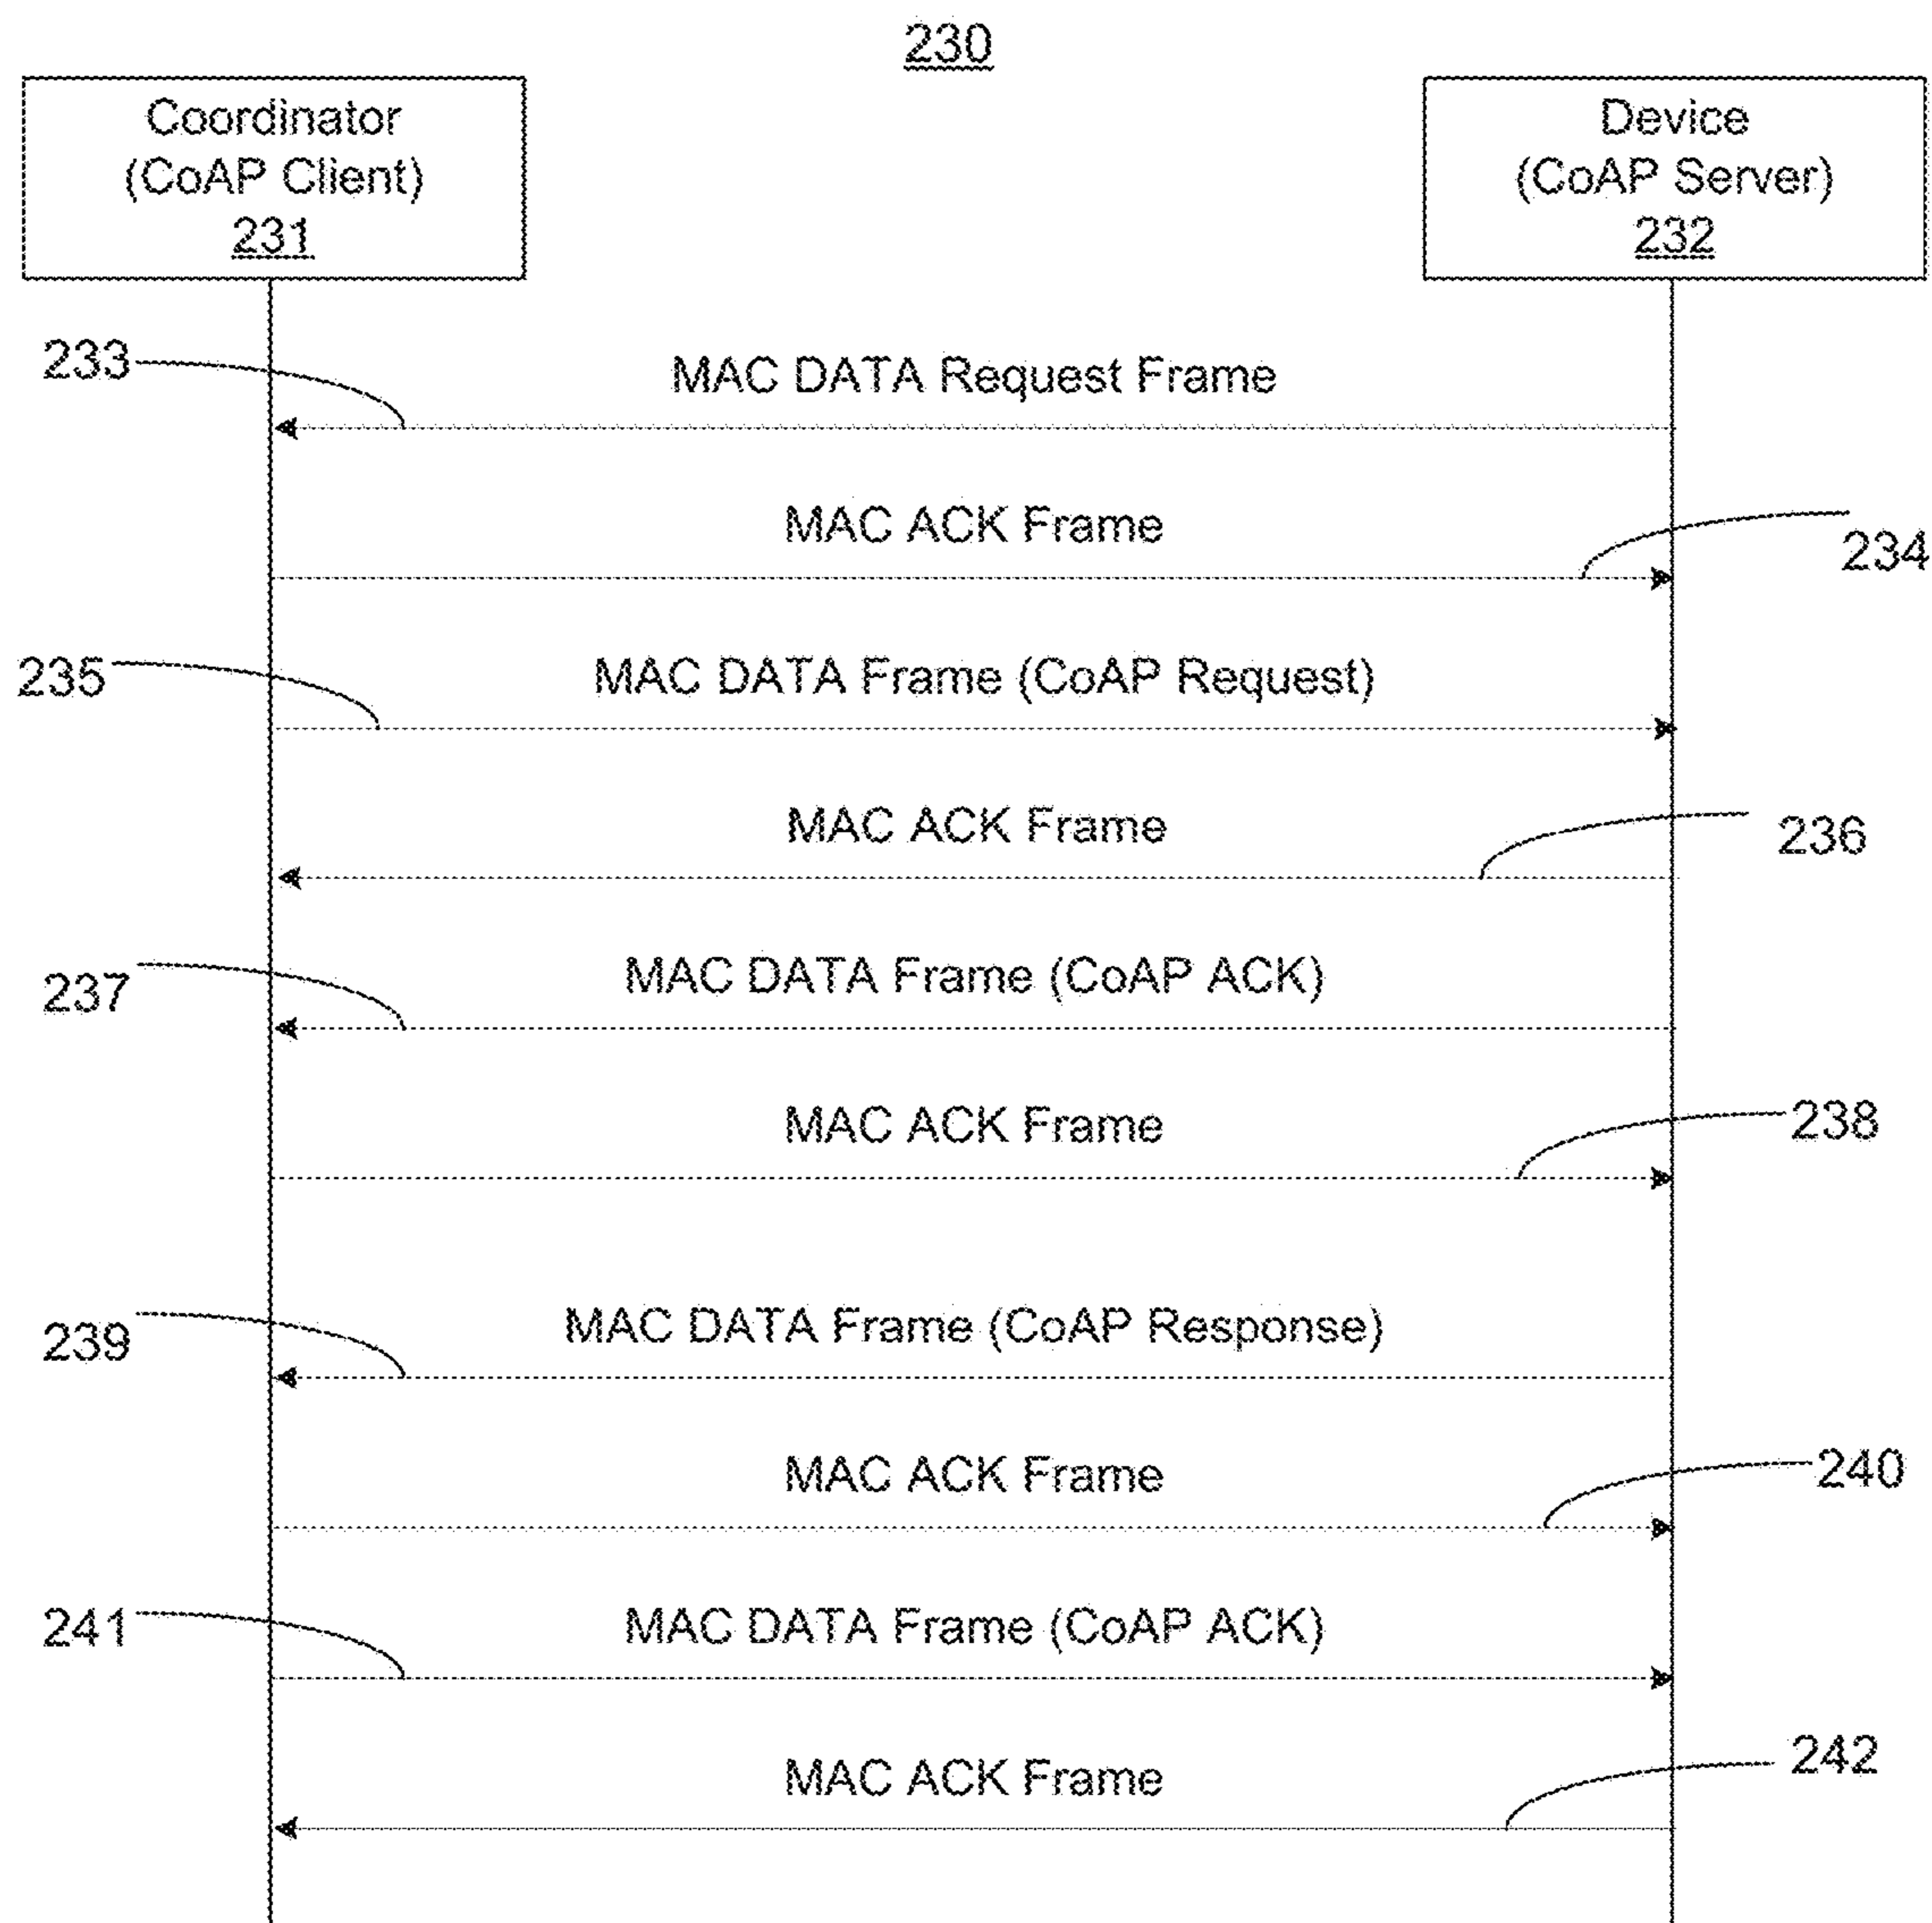 230
Coordinator
(CoAP Client)
231
Device
(CoAP Server)
232
233
MAC DATA Request Frame
MAC ACK Frame
234
235
MAC DATA Frame (CoAP Request)
MAC ACK Frame
236
237
MAC DATA Frame (CoAP ACK)
MAC ACK Frame
238
239
MAC DATA Frame (CoAP Response)
MAC ACK Frame
240
241
MAC DATA Frame (CoAP ACK)
MAC ACK Frame
242